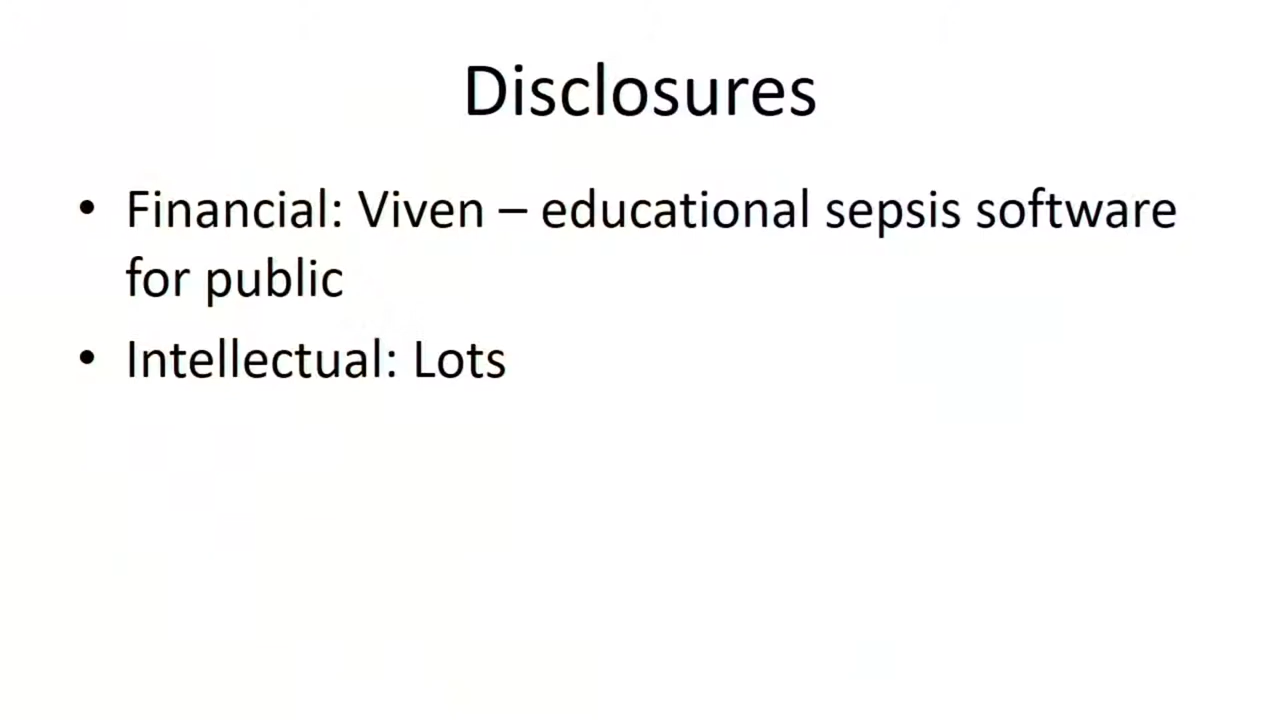 Disclosures
• Financial: Viven – educational sepsis software
for public
• Intellectual: Lots